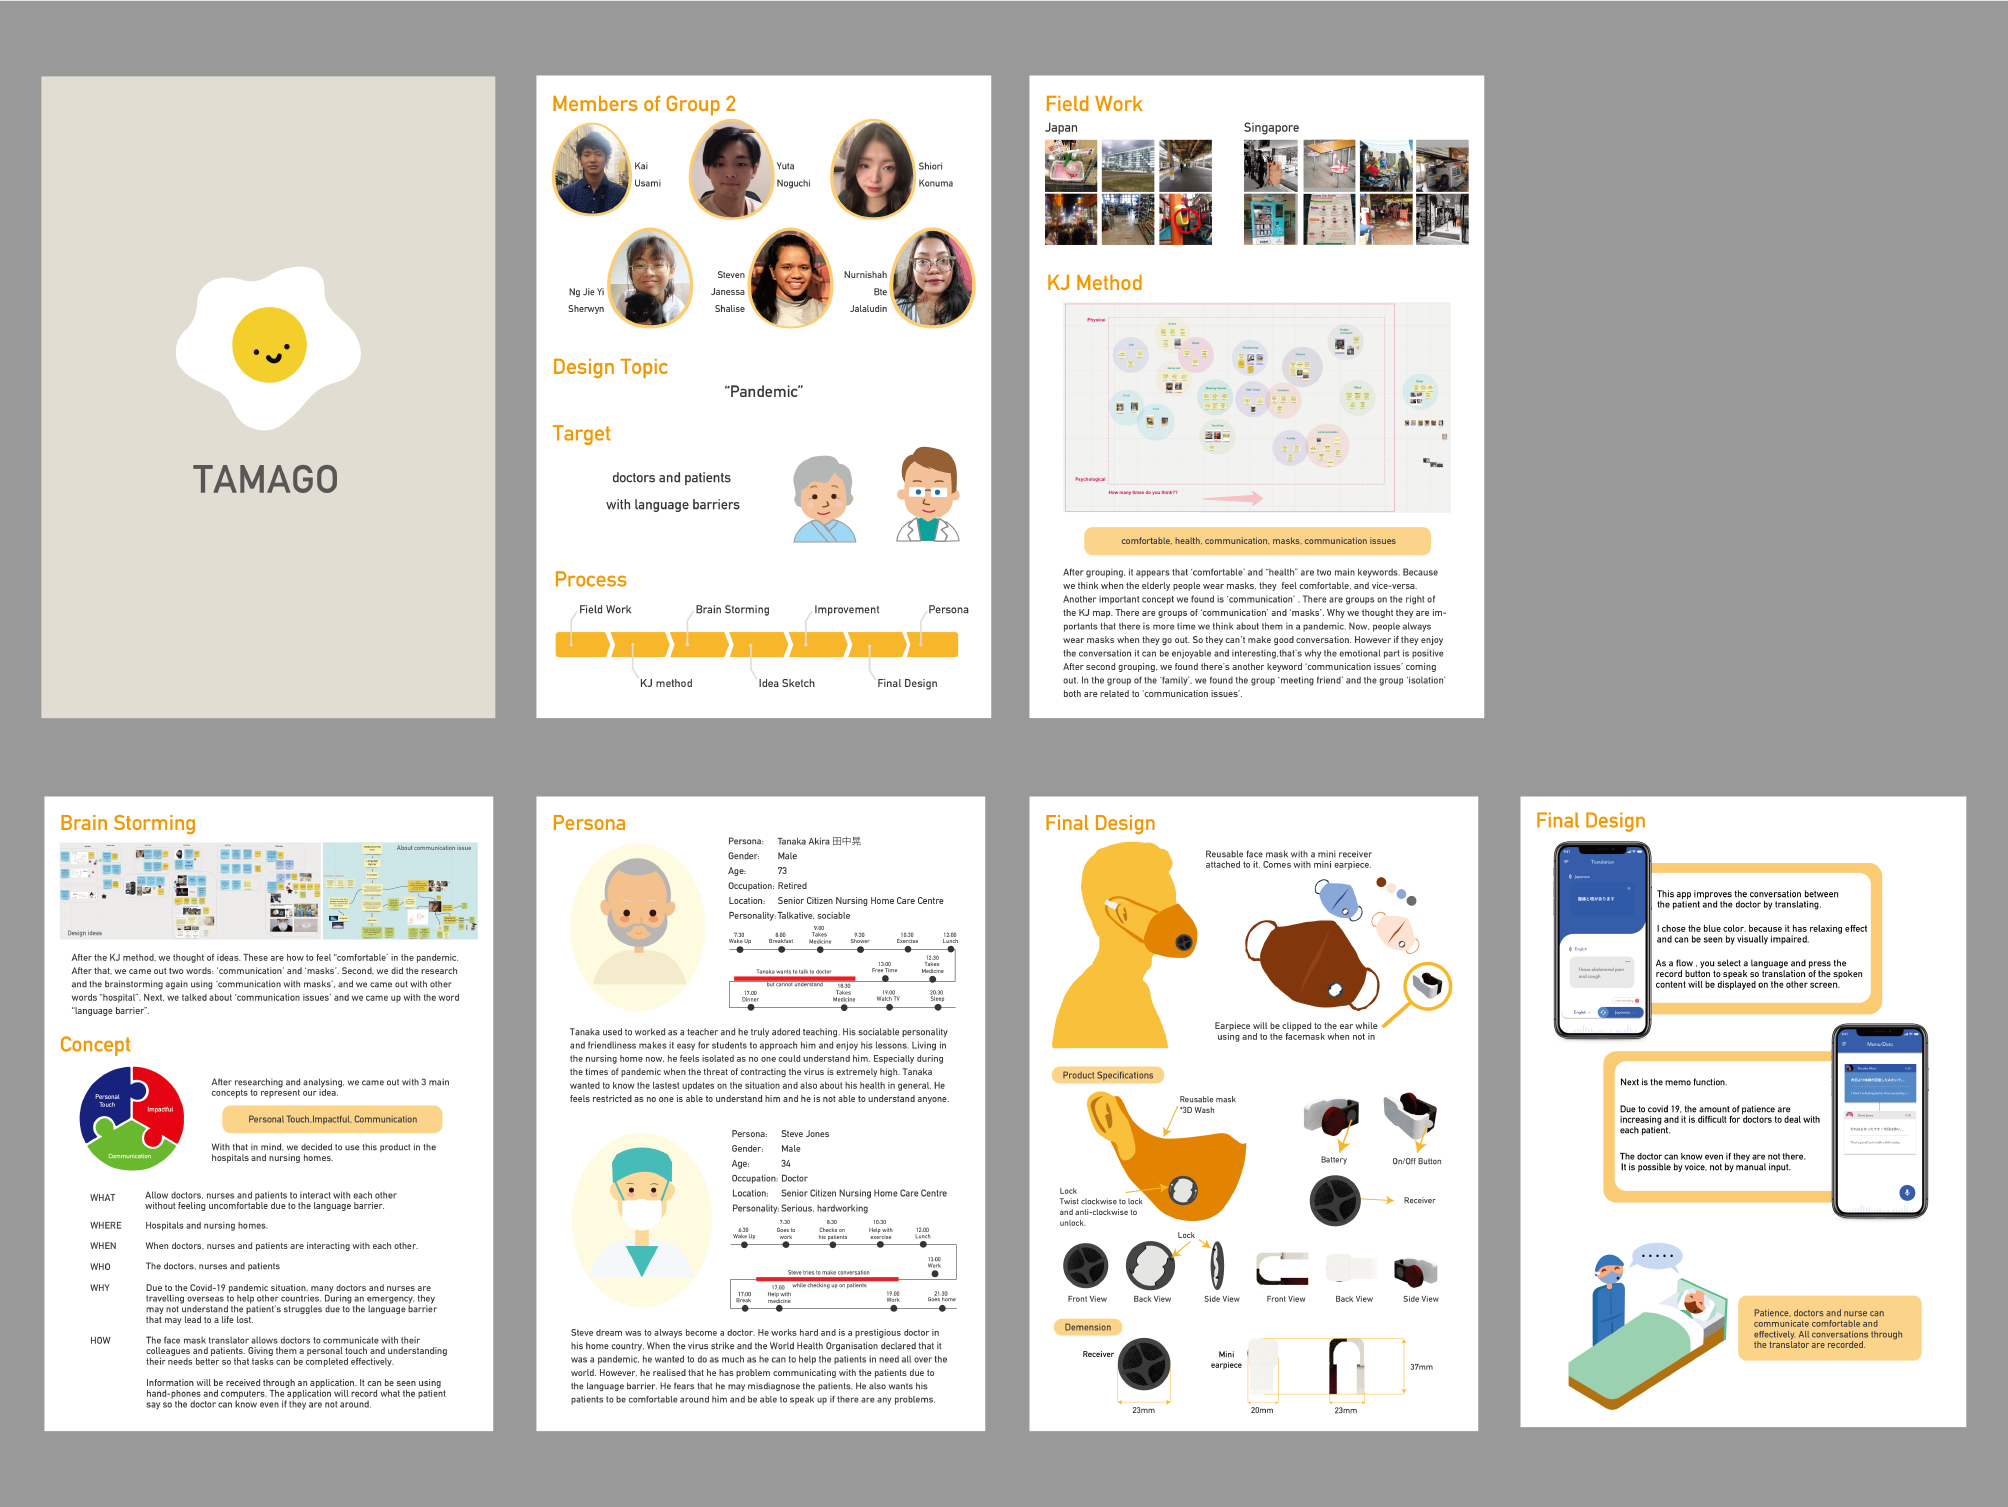 TAMAGO
Members of Group 2
Kai
Usami
Yuta
Noguchi
Shiori
Konuma
Ng Jie Yi
Sherwyn
Steven
Janessa
Shalise
Nurnishah
Bte
Jalaludin
Design Topic
“Pandemic”
Target
doctors and patients
with language barriers
Process
Field Work
Brain Storming
Improvement
Persona
KJ method
Idea Sketch
Final Design
Field Work
Japan
Singapore
KJ Method
Physical
Psychological
How many times do you think??
comfortable, health, communication, masks, communication issues
After grouping, it appears that ‘comfortable’ and “health” are two main keywords. Because
we think when the elderly people wear masks, they  feel comfortable, and vice-versa.
Another important concept we found is ‘communication’ . There are groups on the right of
the KJ map. There are groups of ‘communication’ and ‘masks’. Why we thought they are im-
portants that there is more time we think about them in a pandemic. Now, people always
wear masks when they go out. So they can’t make good conversation. However if they enjoy
the conversation it can be enjoyable and interesting,that’s why the emotional part is positive
After second grouping, we found there’s another keyword ‘communication issues’ coming
out. In the group of the ‘family’, we found the group ‘meeting friend’ and the group ‘isolation’
both are related to ‘communication issues’.
Brain Storming
About communication issue
Design ideas
After the KJ method, we thought of ideas. These are how to feel “comfortable’ in the pandemic.
After that, we came out two words: ‘communication’ and ‘masks’. Second, we did the research
and the brainstorming again using ‘communication with masks’, and we came out with other
words “hospital”. Next, we talked about ‘communication issues’ and we came up with the word
“language barrier”.
Concept
Personal
Touch
Impactful
Communication
After researching and analysing, we came out with 3 main
concepts to represent our idea.
Personal Touch,Impactful, Communication
With that in mind, we decided to use this product in the
hospitals and nursing homes.
WHAT
Allow doctors, nurses and patients to interact with each other
without feeling uncomfortable due to the language barrier.
WHERE
Hospitals and nursing homes.
WHEN
When doctors, nurses and patients are interacting with each other.
WHO
The doctors, nurses and patients
WHY
Due to the Covid-19 pandemic situation, many doctors and nurses are
travelling overseas to help other countries. During an emergency, they
may not understand the patient’s struggles due to the language barrier
that may lead to a life lost.
HOW
The face mask translator allows doctors to communicate with their
colleagues and patients. Giving them a personal touch and understanding
their needs better so that tasks can be completed effectively.
Information will be received through an application. It can be seen using
hand-phones and computers. The application will record what the patient
say so the doctor can know even if they are not around.
Persona
Persona: Tanaka Akira 田中晃
Gender: Male
Age: 73
Occupation: Retired
Location: Senior Citizen Nursing Home Care Centre
Personality: Talkative, sociable
7:30 Wake Up
8:00 Breakfast
9:00 Takes Medicine
9:30 Shower
10:30 Exercise
12:00 Lunch
12:30 Takes Medicine
13:00 Free Time
Tanaka wants to talk to doctor
but cannot understand
17:00 Dinner
18:30 Takes Medicine
19:00 Watch TV
20:30 Sleep
Tanaka used to worked as a teacher and he truly adored teaching. His socialable personality
and friendliness makes it easy for students to approach him and enjoy his lessons. Living in
the nursing home now, he feels isolated as no one could understand him. Especially during
the times of pandemic when the threat of contracting the virus is extremely high. Tanaka
wanted to know the lastest updates on the situation and also about his health in general. He
feels restricted as no one is able to understand him and he is not able to understand anyone.
Persona: Steve Jones
Gender: Male
Age: 34
Occupation: Doctor
Location: Senior Citizen Nursing Home Care Centre
Personality: Serious, hardworking
6:30 Wake Up
7:30 Goes to work
8:30 Checks on his patients
10:30 Help with exercise
12:00 Lunch
13:00 Work
Steve tries to make conversation
while checking up on patients
17:00 Break
17:00 Help with medicine
19:00 Work
21:30 Goes home
Steve dream was to always become a doctor. He works hard and is a prestigious doctor in
his home country. When the virus strike and the World Health Organisation declared that it
was a pandemic, he wanted to do as much as he can to help the patients in need all over the
world. However, he realised that he has problem communicating with the patients due to
the language barrier. He fears that he may misdiagnose the patients. He also wants his
patients to be comfortable around him and be able to speak up if there are any problems.
Final Design
Reusable face mask with a mini receiver
attached to it. Comes with mini earpiece.
Earpiece will be clipped to the ear while
using and to the facemask when not in
Product Specifications
Reusable mask
*3D Wash
Battery
On/Off Button
Lock
Twist clockwise to lock
and anti-clockwise to
unlock.
Receiver
Lock
Front View
Back View
Side View
Front View
Back View
Side View
Demension
Receiver
Mini
earpiece
37mm
23mm
20mm
23mm
Final Design
Translation
Japanese
腹痛と咳があります
English
I have abdominal pain
and cough
English
Japanese
This app improves the conversation between
the patient and the doctor by translating.
I chose the blue color. because it has relaxing effect
and can be seen by visually impaired.
As a flow , you select a language and press the
record button to speak so translation of the spoken
content will be displayed on the other screen.
Next is the memo function.
Due to covid 19, the amount of patience are
increasing and it is difficult for doctors to deal with
each patient.
The doctor can know even if they are not there.
It is possible by voice, not by manual input.
Memo/Data
Patience, doctors and nurse can
communicate comfortable and
effectively. All conversations through
the translator are recorded.